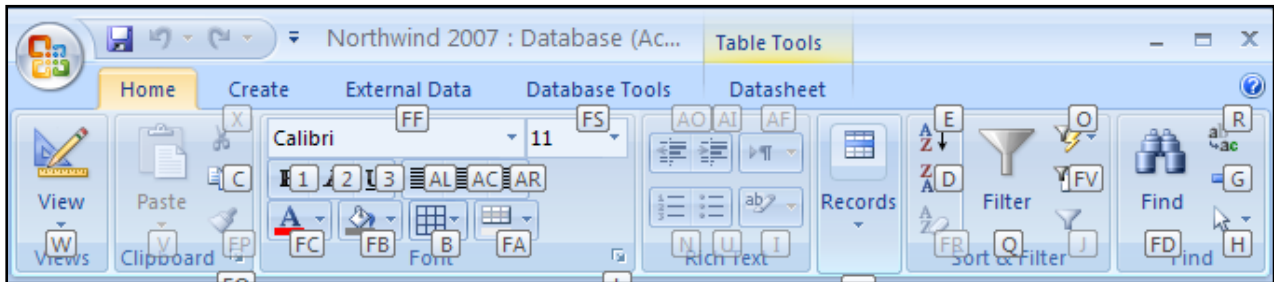 Northwind 2007 : Database (Ac... Table Tools
Home Create External Data Database Tools Datasheet
X FF FS AO AI AF E O R
Calibri 11
C 1 2 3 AL AC AR D FV G
View Paste Records Filter Find
W V FP FC FB B FA N U I FR Q J FD H
Views Clipboard Font Rich Text Sort & Filter Find